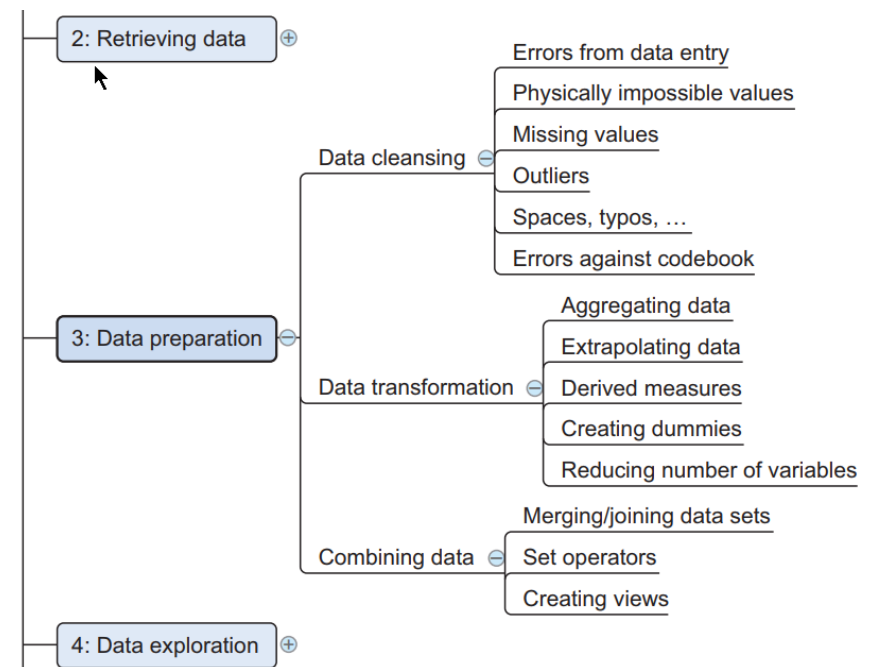 2: Retrieving data
Errors from data entry
Physically impossible values
Missing values
Data cleansing
Outliers
Spaces, typos, …
Errors against codebook
Aggregating data
3: Data preparation
Extrapolating data
Data transformation
Derived measures
Creating dummies
Reducing number of variables
Merging/joining data sets
Combining data
Set operators
Creating views
4: Data exploration